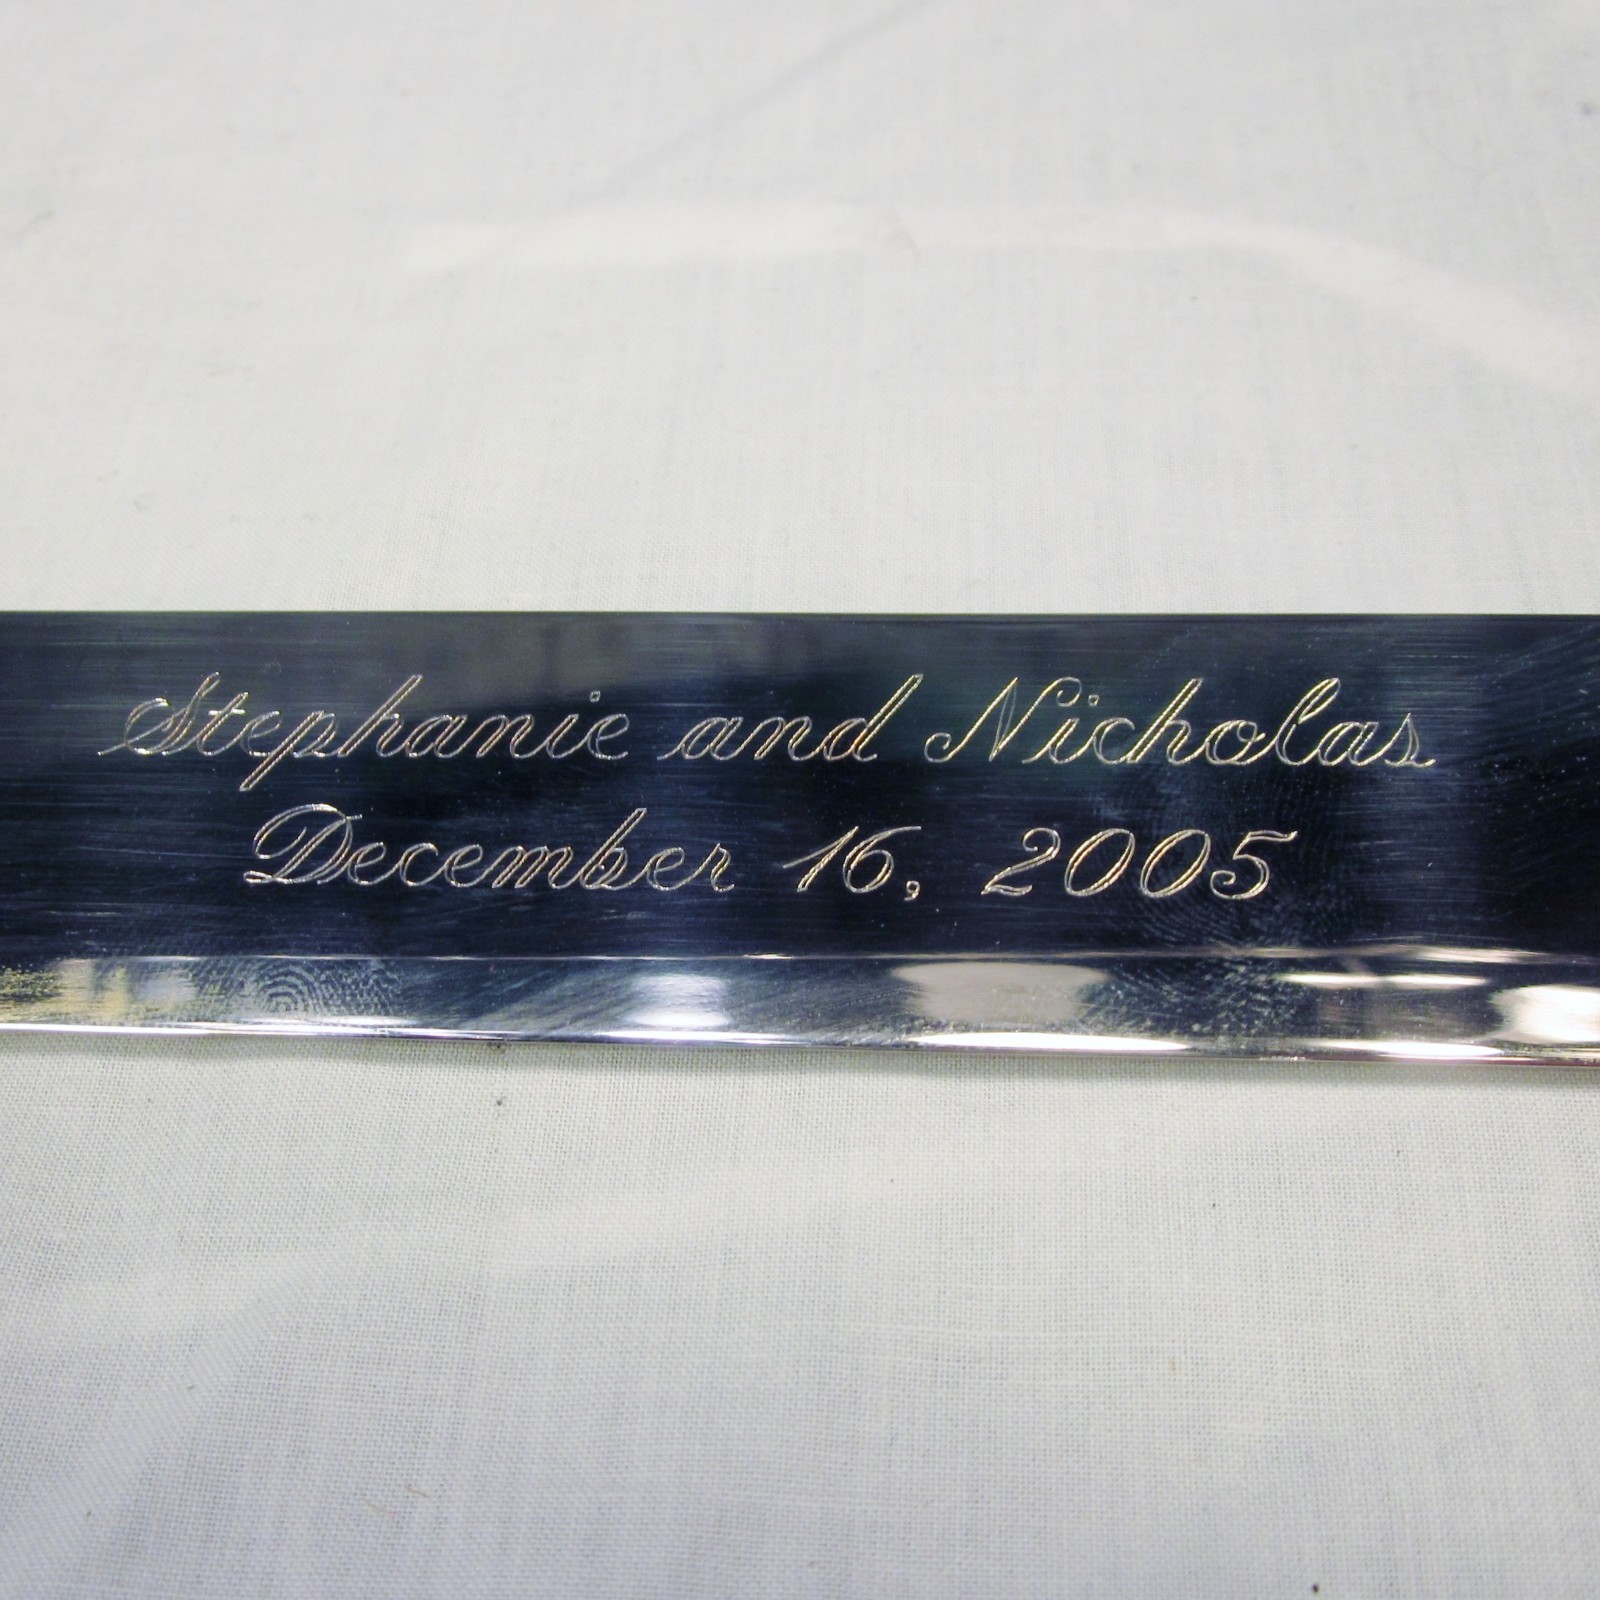 Stephanie and Nicholas
December 16, 2005